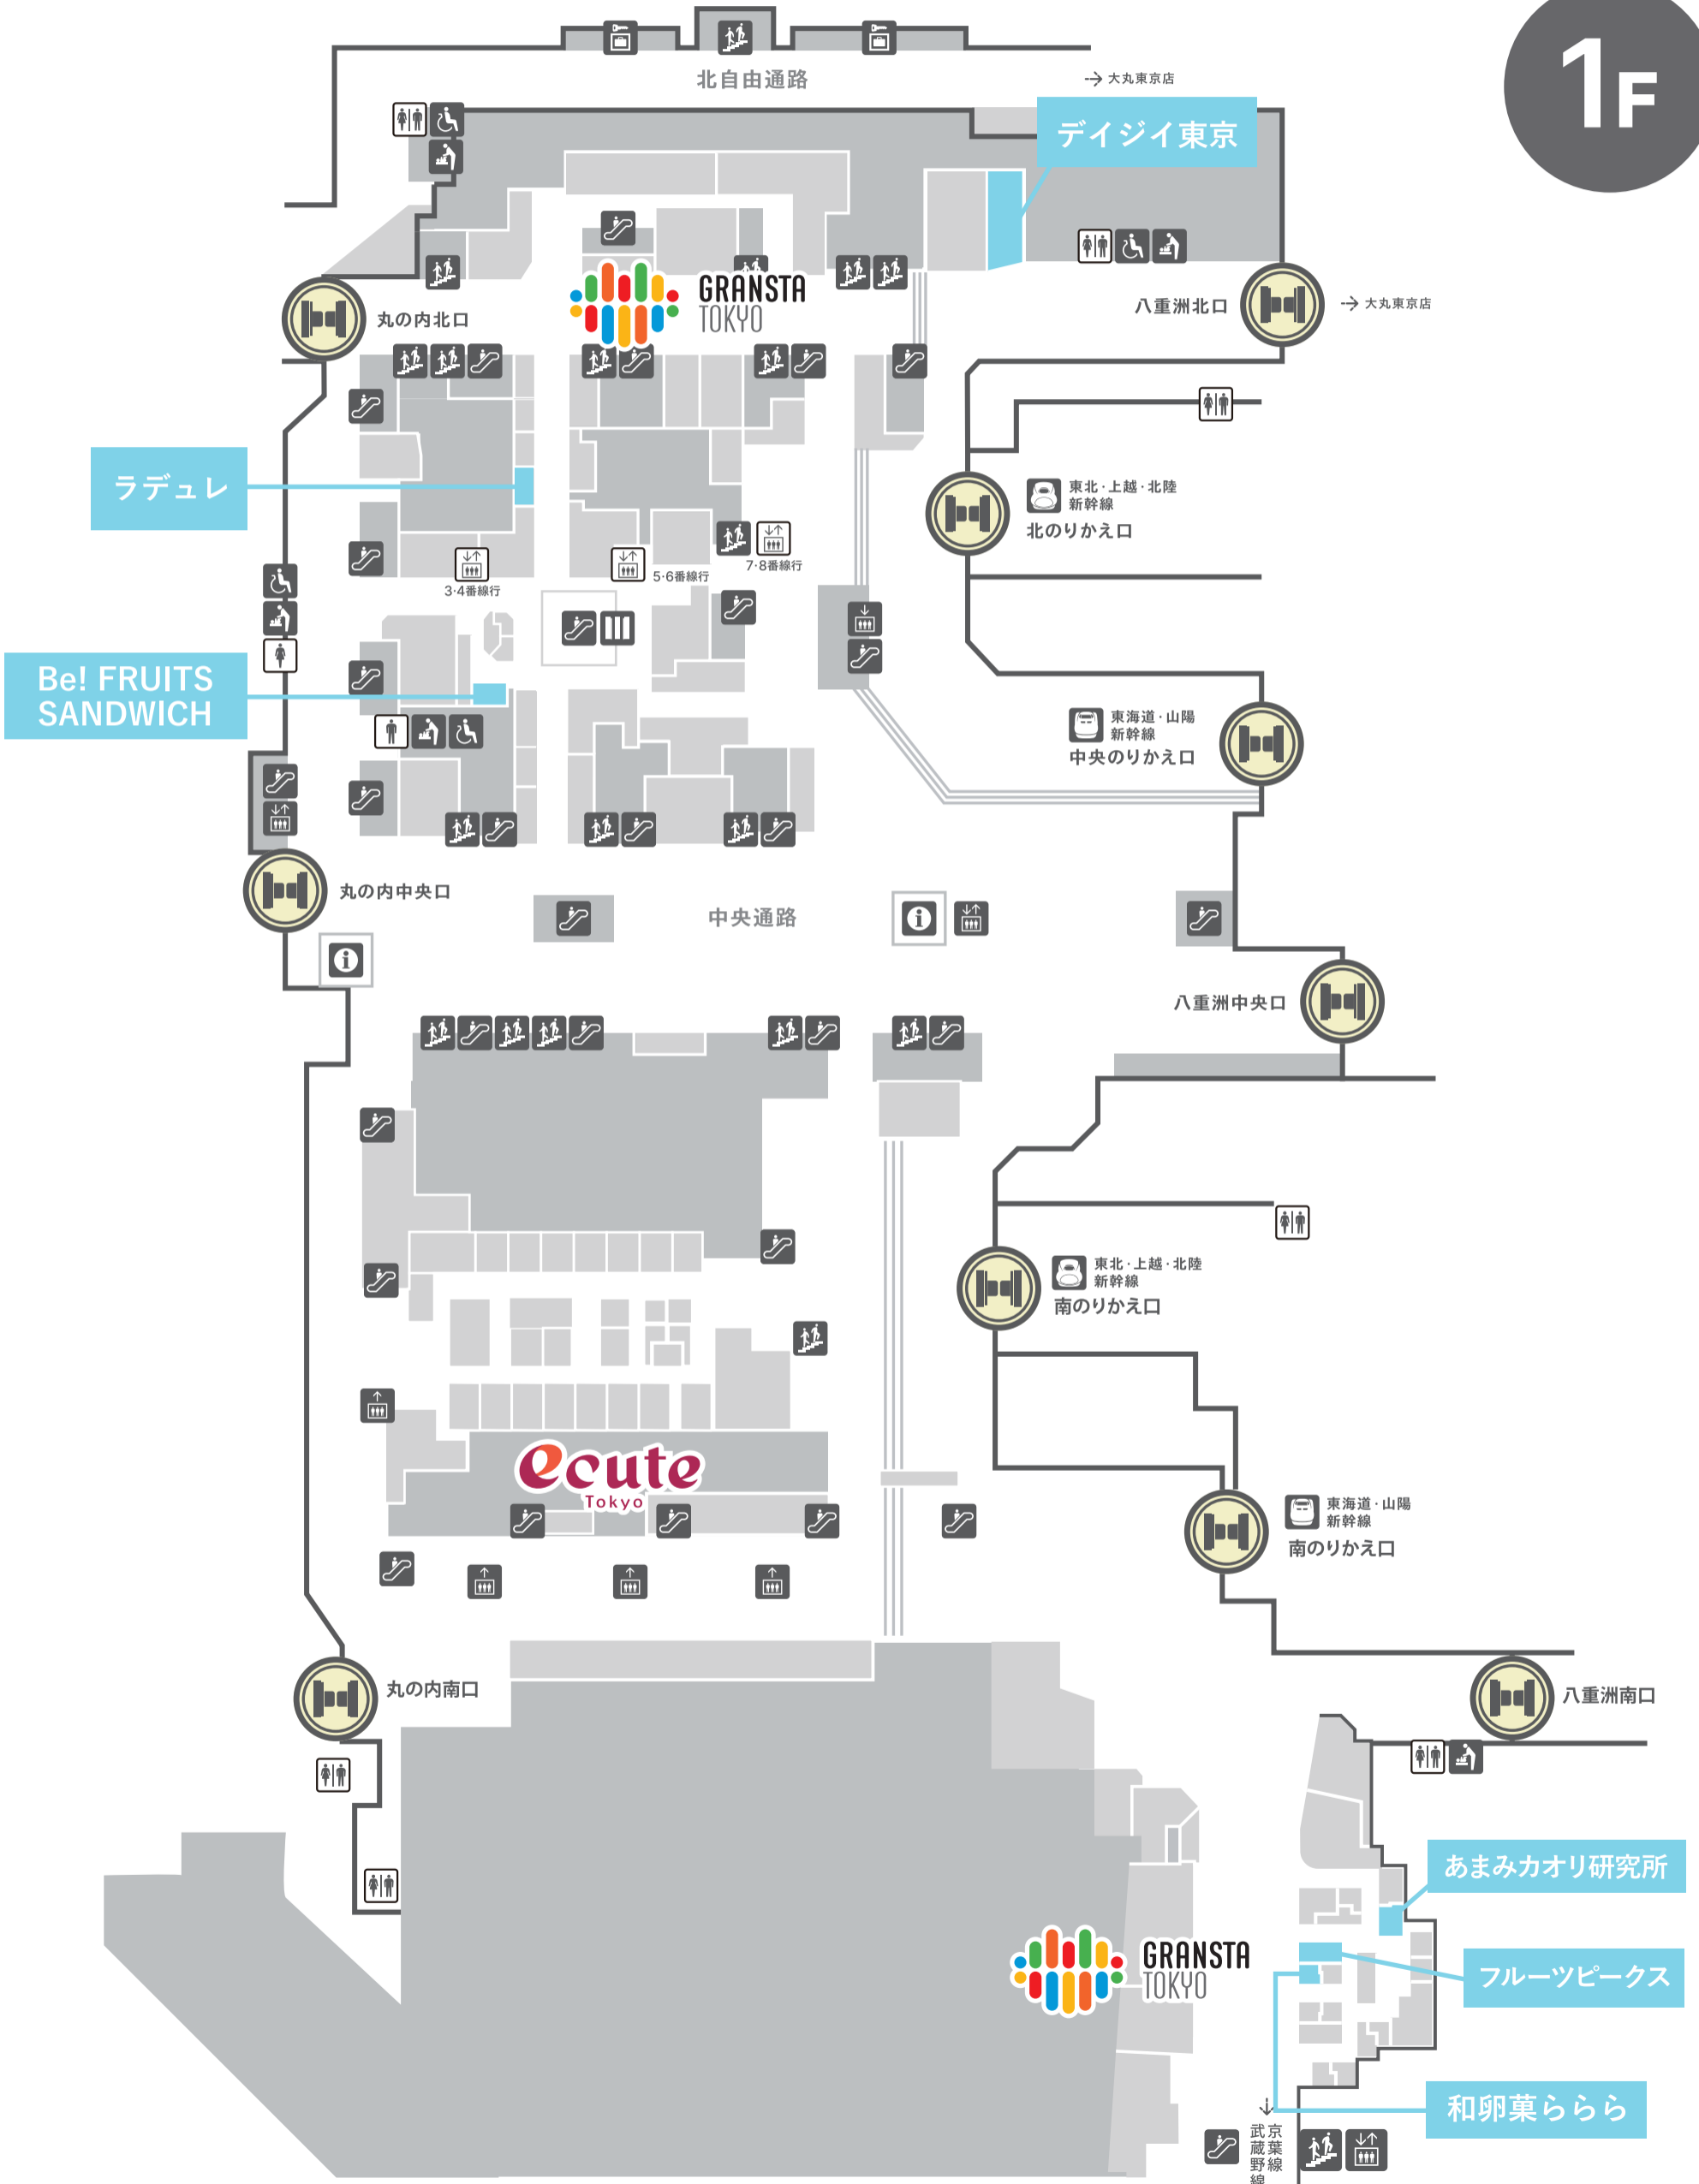 1F
北自由通路
大丸東京店
デイジイ東京
GRANSTA
TOKYO
丸の内北口
八重洲北口
大丸東京店
ラデュレ
東北・上越・北陸
新幹線
北のりかえ口
3・4番線行
5・6番線行
7・8番線行
Be! FRUITS
SANDWICH
東海道・山陽
新幹線
中央のりかえ口
丸の内中央口
中央通路
八重洲中央口
東北・上越・北陸
新幹線
南のりかえ口
ecute
Tokyo
東海道・山陽
新幹線
南のりかえ口
丸の内南口
八重洲南口
あまみカオリ研究所
GRANSTA
TOKYO
フルーツピークス
和卵菓ららら
京葉線
武蔵野線